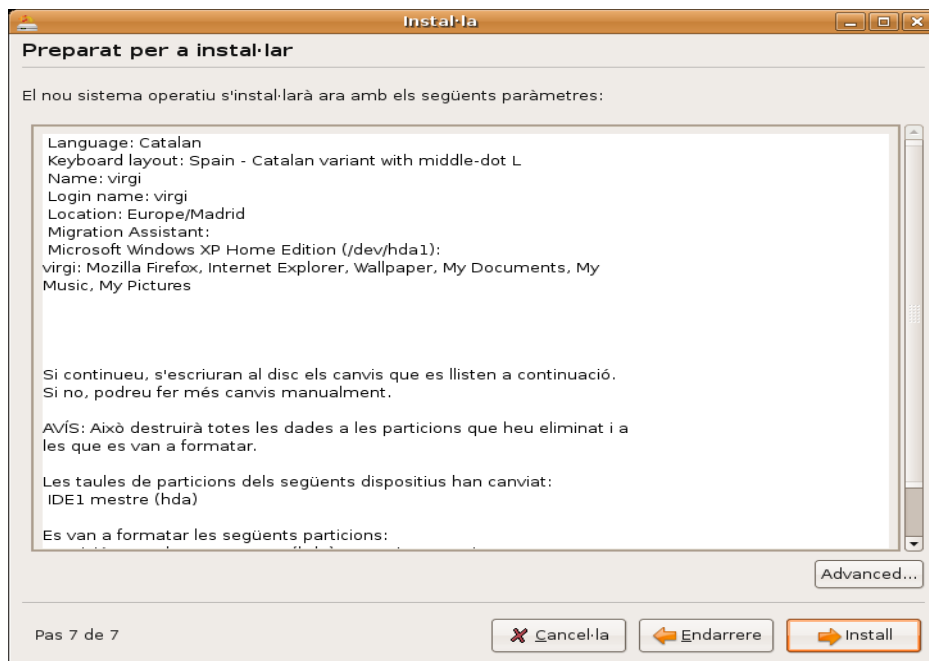 Instal·la
Preparat per a instal·lar
El nou sistema operatiu s'instal·larà ara amb els següents paràmetres:
Language: Catalan
Keyboard layout: Spain - Catalan variant with middle-dot L
Name: virgi
Login name: virgi
Location: Europe/Madrid
Migration Assistant:
Microsoft Windows XP Home Edition (/dev/hda1):
virgi: Mozilla Firefox, Internet Explorer, Wallpaper, My Documents, My
Music, My Pictures
Si continueu, s'escriuran al disc els canvis que es llisten a continuació.
Si no, podreu fer més canvis manualment.
AVÍS: Això destruirà totes les dades a les particions que heu eliminat i a
les que es van a formatar.
Les taules de particions dels següents dispositius han canviat:
IDE1 mestre (hda)
Es van a formatar les següents particions:
Advanced...
Pas 7 de 7
Cancel·la
Endarrere
Install